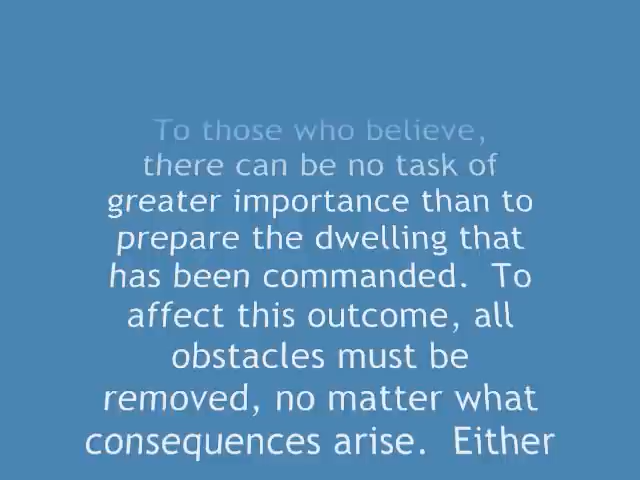 To those who believe,
there can be no task of
greater importance than to
prepare the dwelling that
has been commanded.  To
affect this outcome, all
obstacles must be
removed, no matter what
consequences arise.  Either